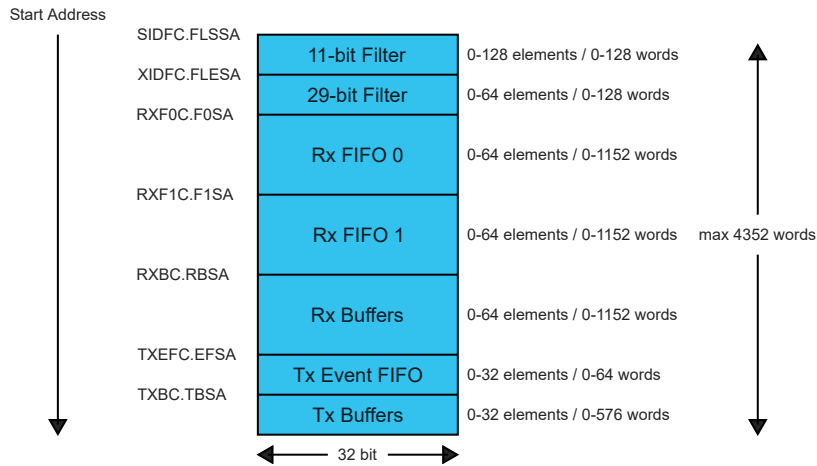 Start Address
SIDFC.FLSSA
11-bit Filter
0-128 elements / 0-128 words
XIDFC.FLESA
29-bit Filter
0-64 elements / 0-128 words
RXF0C.F0SA
Rx FIFO 0
0-64 elements / 0-1152 words
RXF1C.F1SA
Rx FIFO 1
0-64 elements / 0-1152 words
max 4352 words
RXBC.RBSA
Rx Buffers
0-64 elements / 0-1152 words
TXEFC.EFSA
Tx Event FIFO
0-32 elements / 0-64 words
TXBC.TBSA
Tx Buffers
0-32 elements / 0-576 words
32 bit